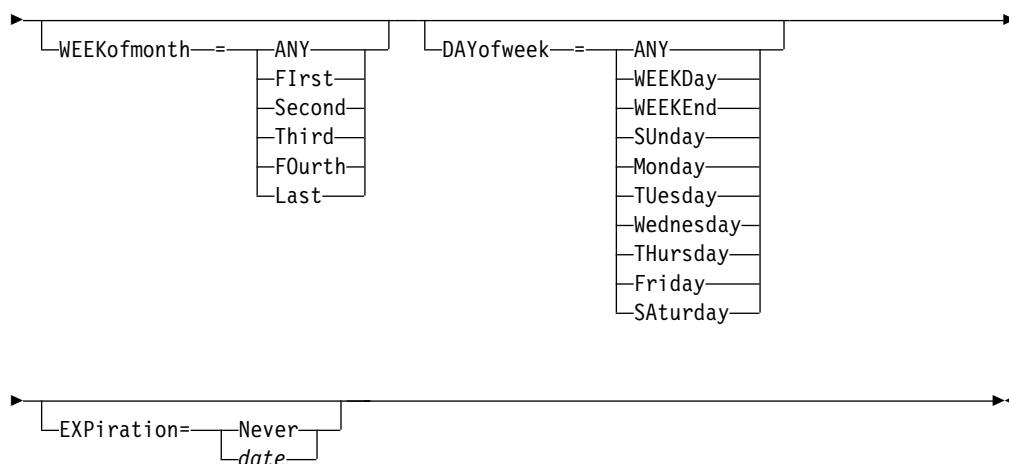 WEEKofmonth = ANY DAYofweek = ANY
FIrst WEEKDay
Second WEEKEnd
Third SUnday
FOurth Monday
Last TUesday
Wednesday
THursday
Friday
SAturday
EXPiration= Never
date